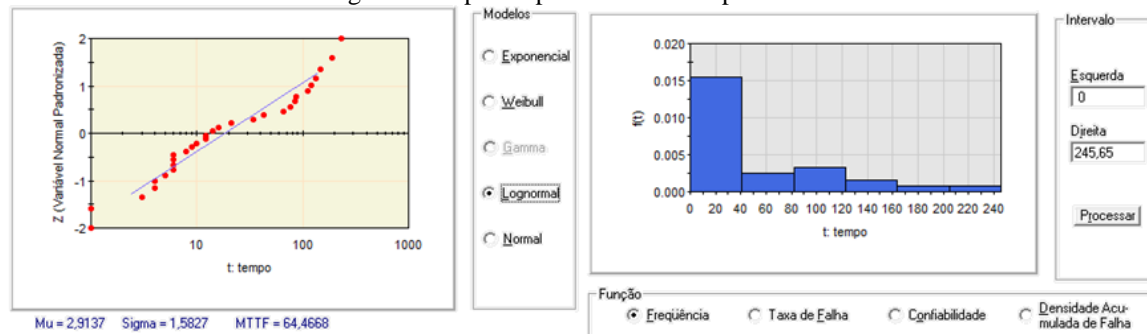 Modelos
Intervalo
Z (Variável Normal Padronizada)
2
1
0
-1
-2
10
100
1000
t: tempo
Mu = 2,9137 Sigma = 1,5827 MTTF = 64,4668
Exponencial
Weibull
Gamma
Lognormal
Normal
f(t)
0.020
0.015
0.010
0.005
0.000
0 20 40 60 80 100 120 140 160 180 200 220 240
t: tempo
Esquerda
0
Djreita
245,65
Processar
Função
Freqüência
Taxa de Falha
Confiabilidade
Densidade Acu-
mulada de Falha